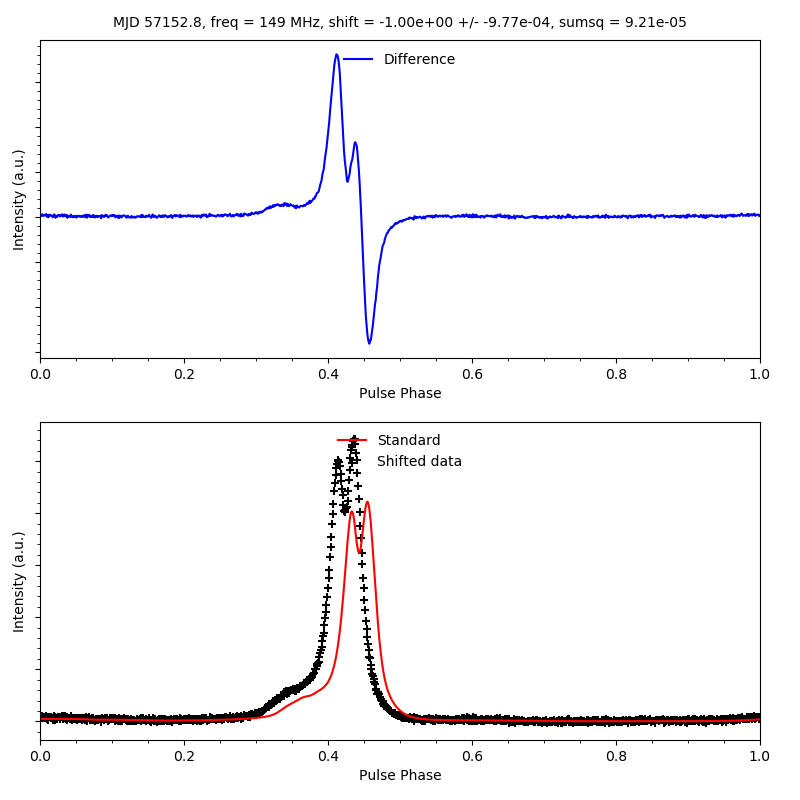 MJD 57152.8, freq = 149 MHz, shift = -1.00e+00 +/- -9.77e-04, sumsq = 9.21e-05
Difference
Intensity (a.u.)
0.0 0.2 0.4 0.6 0.8 1.0
Pulse Phase
Standard
Shifted data
Intensity (a.u.)
0.0 0.2 0.4 0.6 0.8 1.0
Pulse Phase